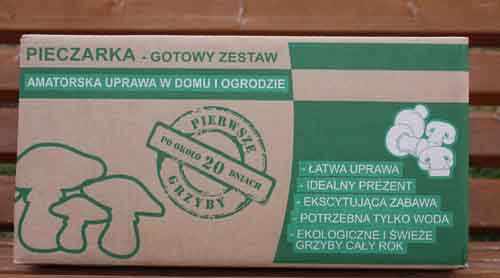 PIECZARKA - GOTOWY ZESTAW
AMATORSKA UPRAWA W DOMU I OGRODZIE
PIERWSZE
PO OKOŁO 20 DNIACH
GRZYBY
- ŁATWA UPRAWA
- IDEALNY PREZENT
- EKSCYTUJĄCA ZABAWA
- POTRZEBNA TYLKO WODA
- EKOLOGICZNE I ŚWIEŻE
GRZYBY CAŁY ROK